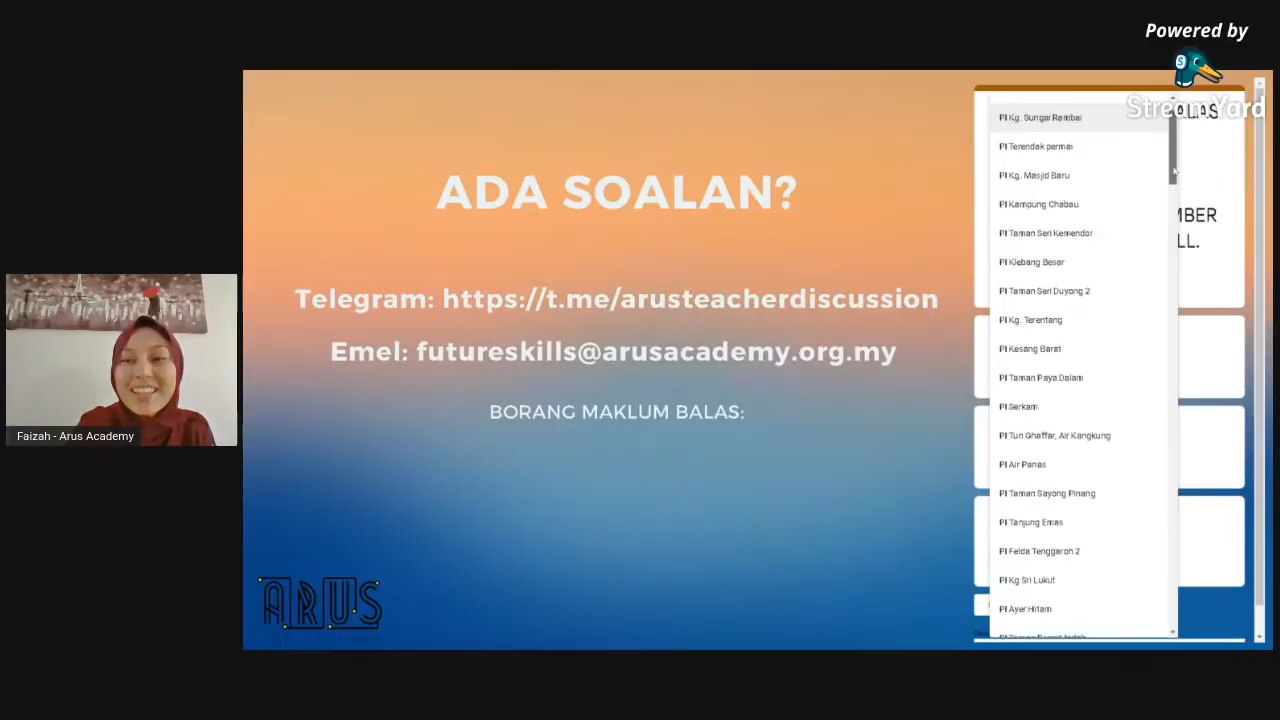 Powered by
StreamYard
ADA SOALAN?
Telegram: https://t.me/arusteacherdiscussion
Emel: futureskills@arusacademy.org.my
BORANG MAKLUM BALAS:
ARUS
Faizah - Arus Academy
ALAS
MBER
LL.
PI Kg. Sungai Rambai
PI Terendak permai
PI Kg. Masjid Baru
PI Kampung Chabau
PI Taman Seri Kemendor
PI Klebang Besar
PI Taman Seri Duyong 2
PI Kg. Terentang
PI Kesang Barat
PI Taman Paya Dalam
PI Serkam
PI Tun Ghaffar, Air Kangkung
PI Air Panas
PI Taman Sayong Pinang
PI Tanjung Emas
PI Felda Tenggaroh 2
PI Kg Sri Lukut
PI Ayer Hitam